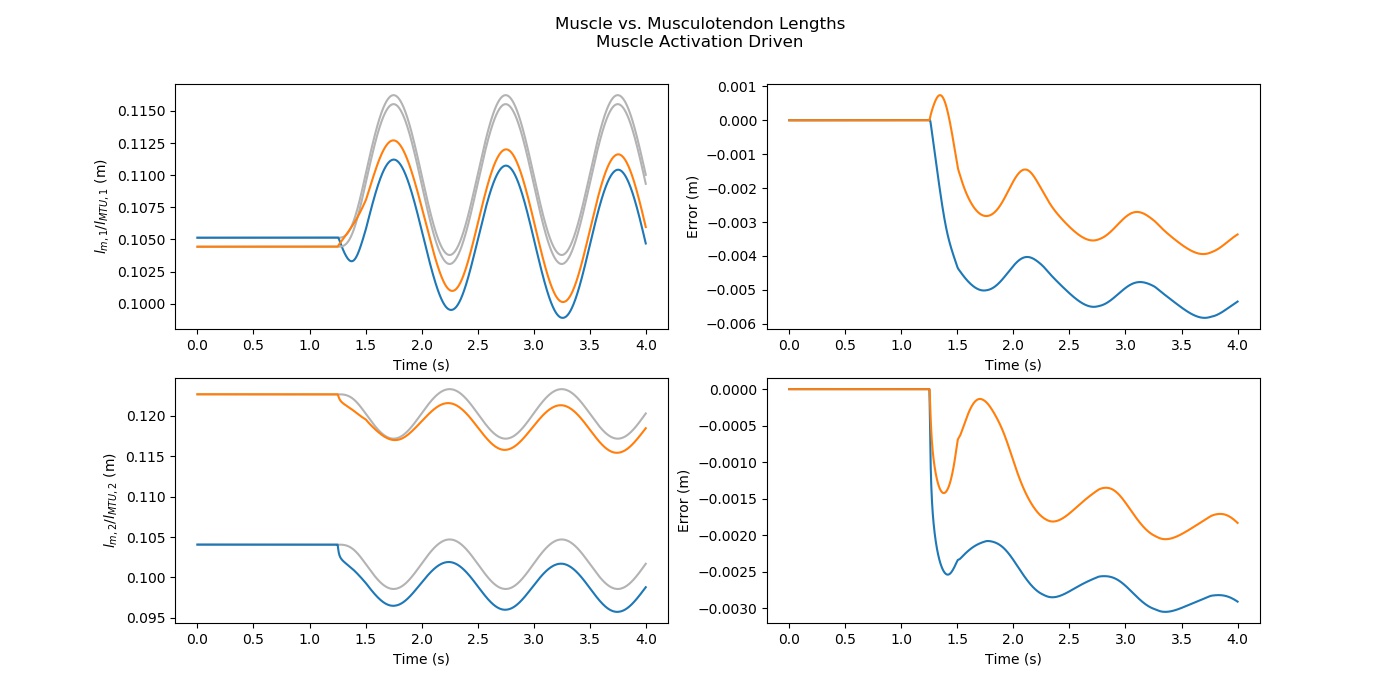 Muscle vs. Musculotendon Lengths
Muscle Activation Driven
l_{m,1}/l_{MTU,1} (m)
0.1150
0.1125
0.1100
0.1075
0.1050
0.1025
0.1000
0.0 0.5 1.0 1.5 2.0 2.5 3.0 3.5 4.0
Time (s)
Error (m)
0.001
0.000
−0.001
−0.002
−0.003
−0.004
−0.005
−0.006
0.0 0.5 1.0 1.5 2.0 2.5 3.0 3.5 4.0
Time (s)
l_{m,2}/l_{MTU,2} (m)
0.120
0.115
0.110
0.105
0.100
0.095
0.0 0.5 1.0 1.5 2.0 2.5 3.0 3.5 4.0
Time (s)
Error (m)
0.0000
−0.0005
−0.0010
−0.0015
−0.0020
−0.0025
−0.0030
0.0 0.5 1.0 1.5 2.0 2.5 3.0 3.5 4.0
Time (s)